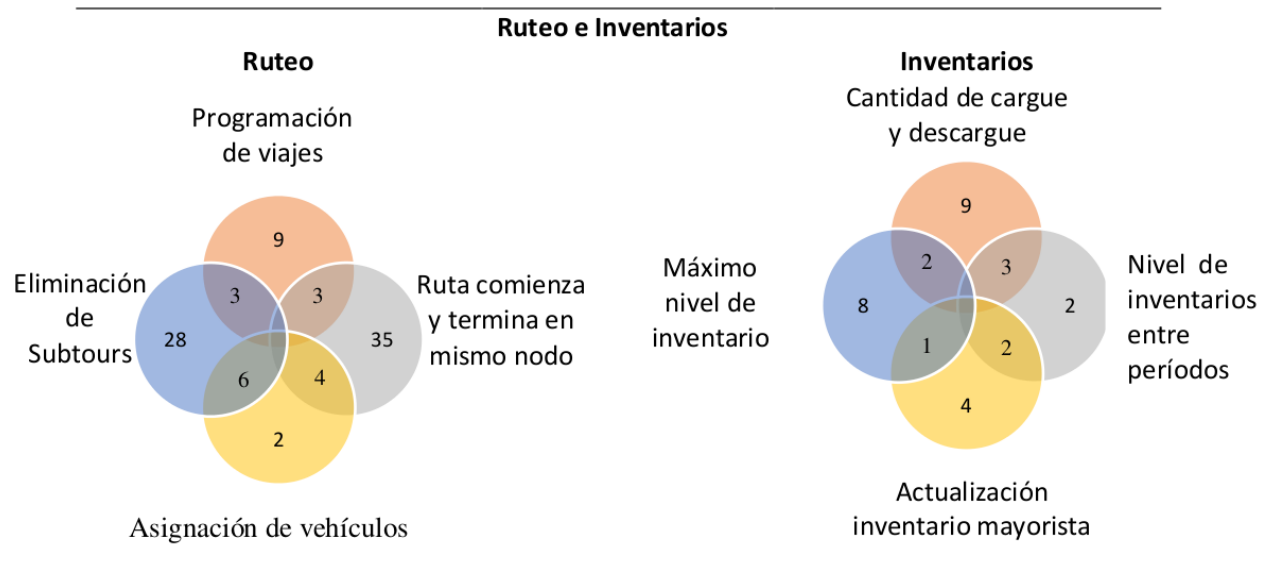 Ruteo e Inventarios
Ruteo
Programación
de viajes
9
Eliminación
de
Subtours
3
3
Ruta comienza
y termina en
mismo nodo
28
35
6
4
2
Asignación de vehículos
Inventarios
Cantidad de cargue
y descargue
9
Máximo
nivel de
inventario
2
3
Nivel de
inventarios
entre
períodos
8
2
1
2
4
Actualización
inventario mayorista